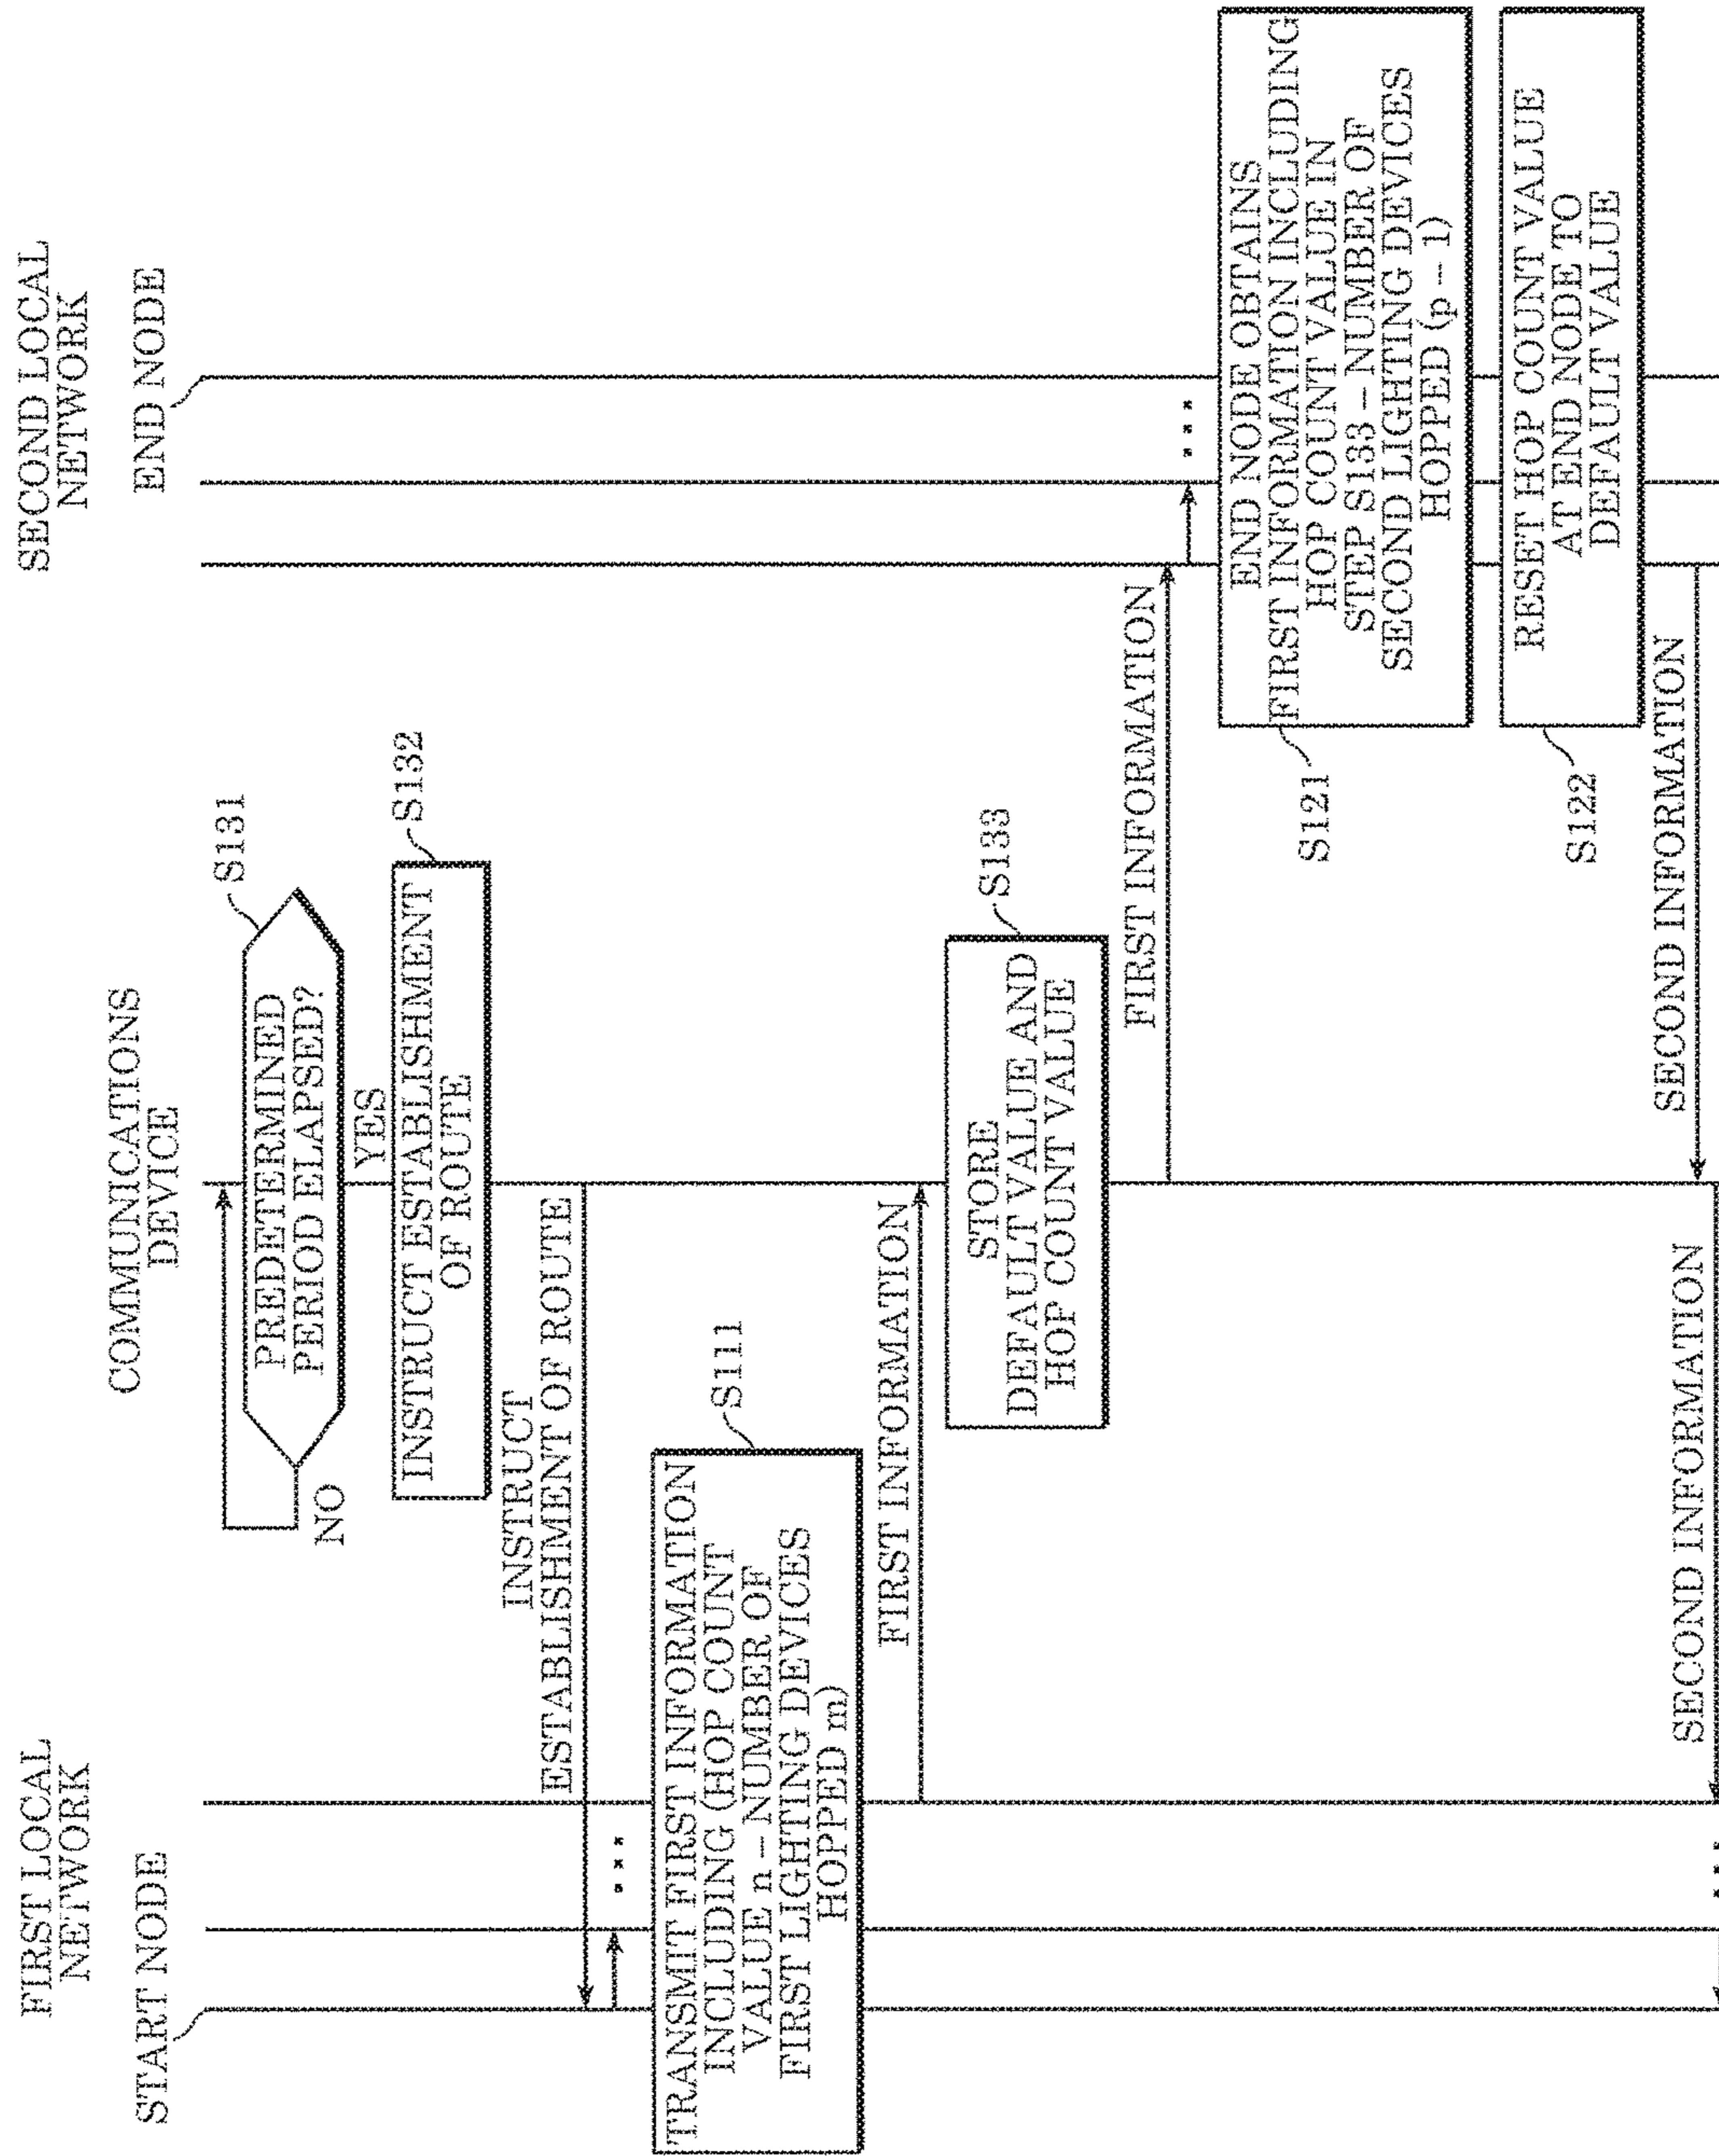 FIRST LOCAL
NETWORK
START NODE
COMMUNICATIONS
DEVICE
SECOND LOCAL
NETWORK
END NODE
S131
PREDETERMINED
PERIOD ELAPSED?
NO
YES
S132
INSTRUCT ESTABLISHMENT
OF ROUTE
INSTRUCT
ESTABLISHMENT OF ROUTE
S111
TRANSMIT FIRST INFORMATION
INCLUDING (HOP COUNT
VALUE n – NUMBER OF
FIRST LIGHTING DEVICES
HOPPED m)
FIRST INFORMATION
S133
STORE
DEFAULT VALUE AND
HOP COUNT VALUE
FIRST INFORMATION
S121
END NODE OBTAINS
FIRST INFORMATION INCLUDING
HOP COUNT VALUE IN
STEP S133 – NUMBER OF
SECOND LIGHTING DEVICES
HOPPED (p – 1)
S122
RESET HOP COUNT VALUE
AT END NODE TO
DEFAULT VALUE
SECOND INFORMATION
SECOND INFORMATION